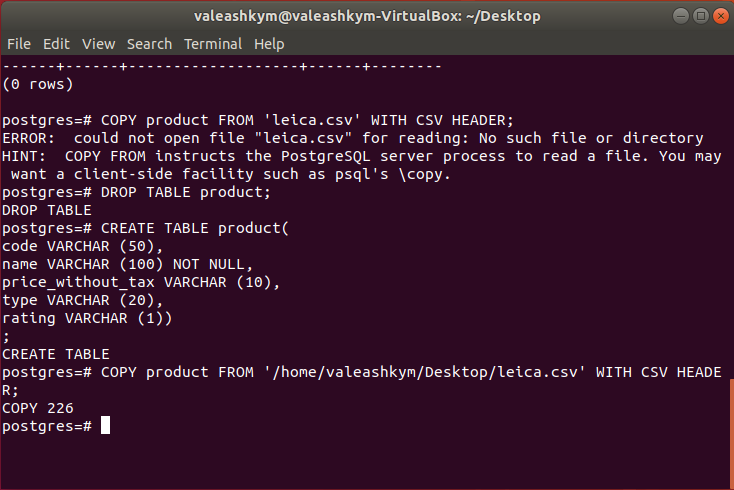 valeashkym@valeashkym-VirtualBox: ~/Desktop
File Edit View Search Terminal Help
------+------+-------------------+------+--------
(0 rows)
postgres=# COPY product FROM 'leica.csv' WITH CSV HEADER;
ERROR:  could not open file "leica.csv" for reading: No such file or directory
HINT:  COPY FROM instructs the PostgreSQL server process to read a file. You may
 want a client-side facility such as psql's \copy.
postgres=# DROP TABLE product;
DROP TABLE
postgres=# CREATE TABLE product(
code VARCHAR (50),
name VARCHAR (100) NOT NULL,
price_without_tax VARCHAR (10),
type VARCHAR (20),
rating VARCHAR (1))
;
CREATE TABLE
postgres=# COPY product FROM '/home/valeashkym/Desktop/leica.csv' WITH CSV HEADE
R;
COPY 226
postgres=#